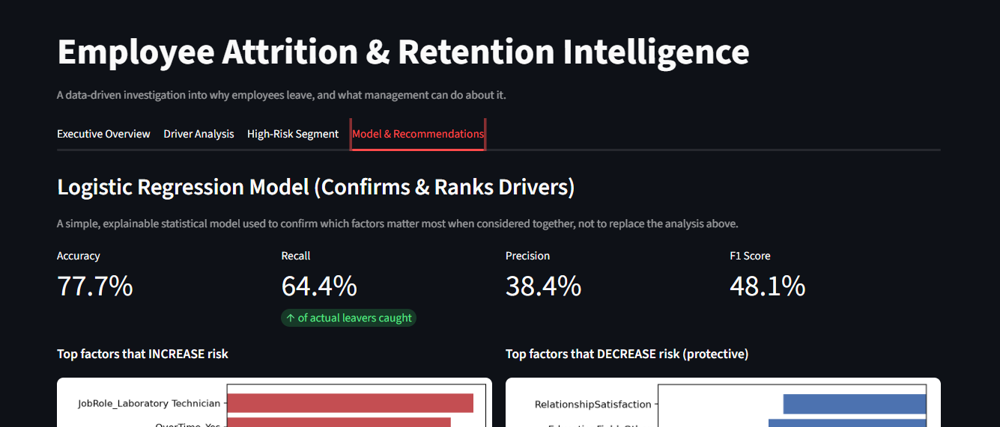 Employee Attrition & Retention Intelligence
A data-driven investigation into why employees leave, and what management can do about it.
Executive Overview Driver Analysis High-Risk Segment Model & Recommendations
Logistic Regression Model (Confirms & Ranks Drivers)
A simple, explainable statistical model used to confirm which factors matter most when considered together, not to replace the analysis above.
Accuracy Recall Precision F1 Score
77.7% 64.4% 38.4% 48.1%
↑ of actual leavers caught
Top factors that INCREASE risk Top factors that DECREASE risk (protective)
JobRole_Laboratory Technician RelationshipSatisfaction
OverTime_Yes